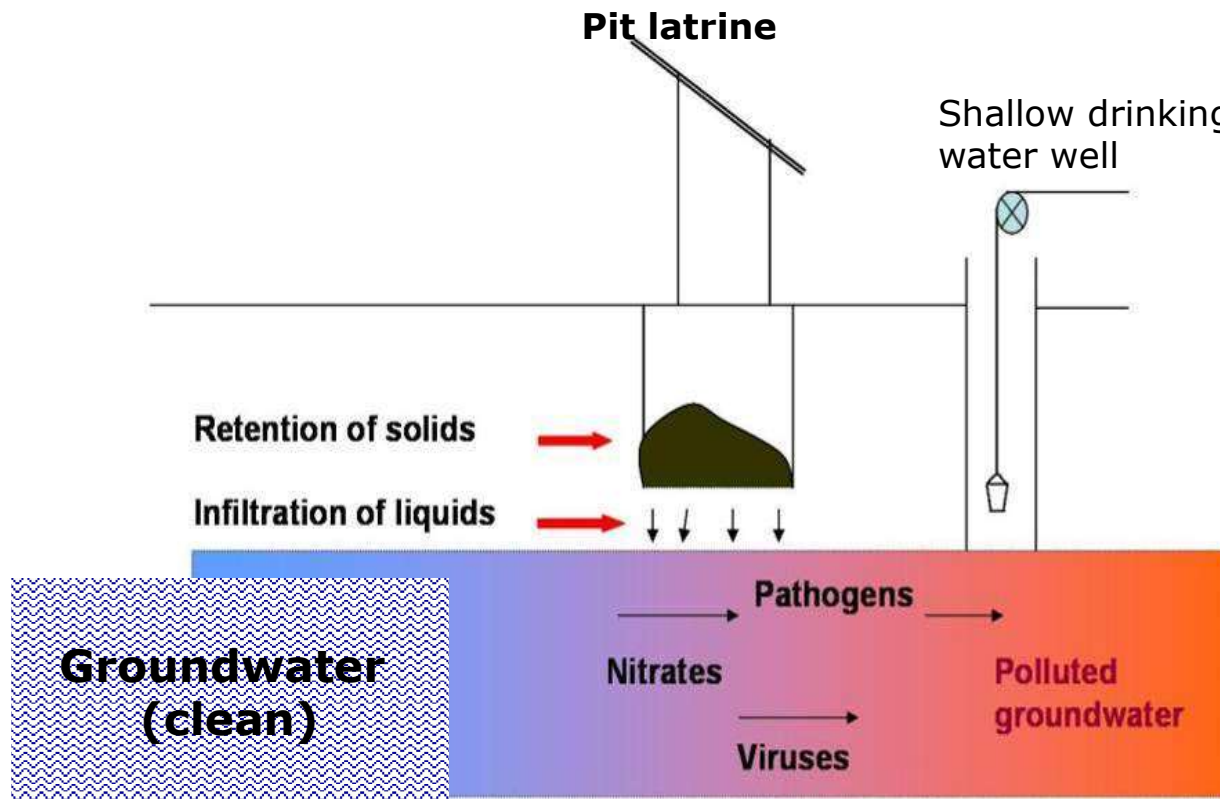 Pit latrine
Shallow drinking
water well
Retention of solids
Infiltration of liquids
Pathogens
Groundwater
(clean)
Nitrates
Polluted
groundwater
Viruses